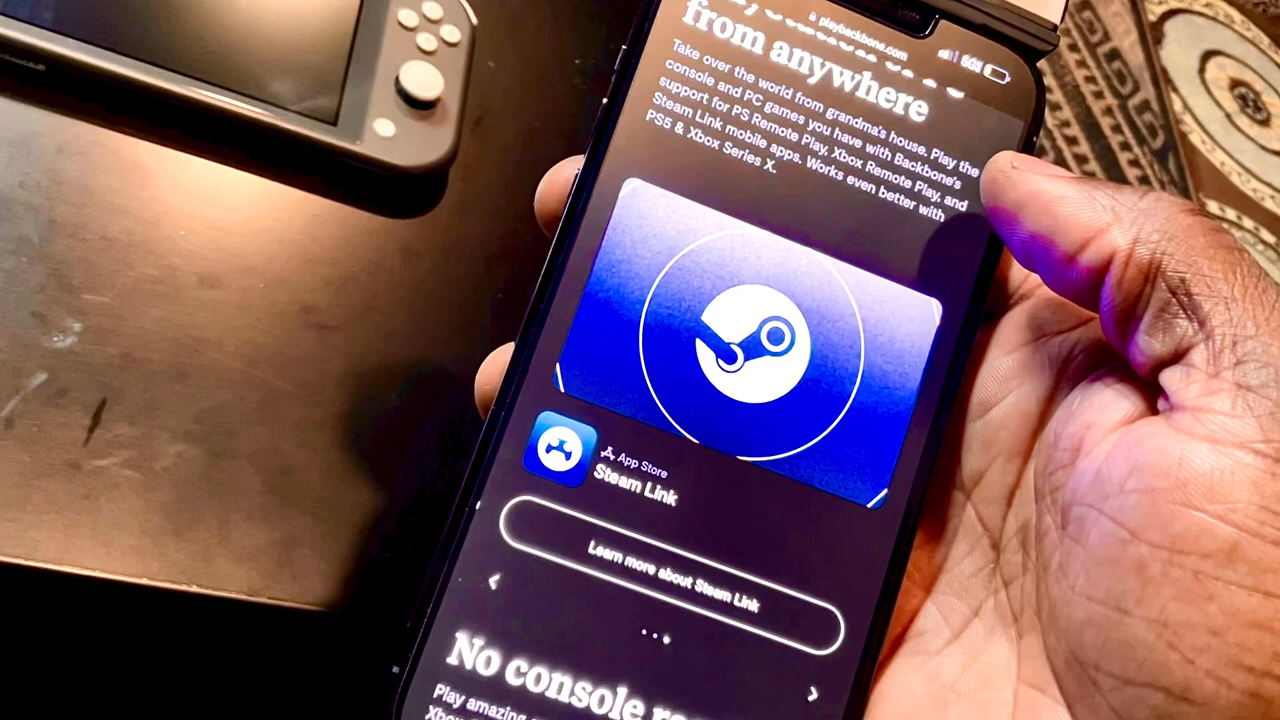 playbackbone.com
5G
from anywhere
Take over the world from grandma's house. Play the
console and PC games you have with Backbone's
support for PS Remote Play, Xbox Remote Play, and
Steam Link mobile apps. Works even better with
PS5 & Xbox Series X.
App Store
Steam Link
Learn more about Steam Link
No console
Play amazing